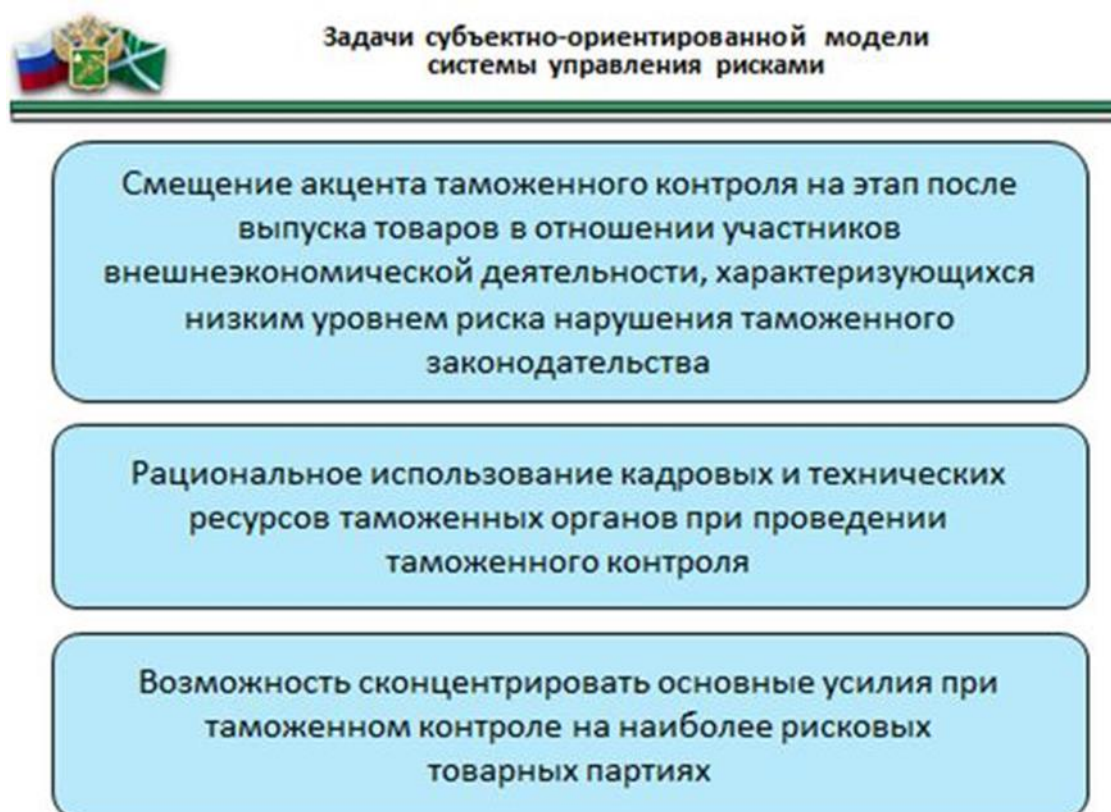 Задачи субъектно-ориентированной модели
системы управления рисками
Смещение акцента таможенного контроля на этап после
выпуска товаров в отношении участников
внешнеэкономической деятельности, характеризующихся
низким уровнем риска нарушения таможенного
законодательства
Рациональное использование кадровых и технических
ресурсов таможенных органов при проведении
таможенного контроля
Возможность сконцентрировать основные усилия при
таможенном контроле на наиболее рисковых
товарных партиях